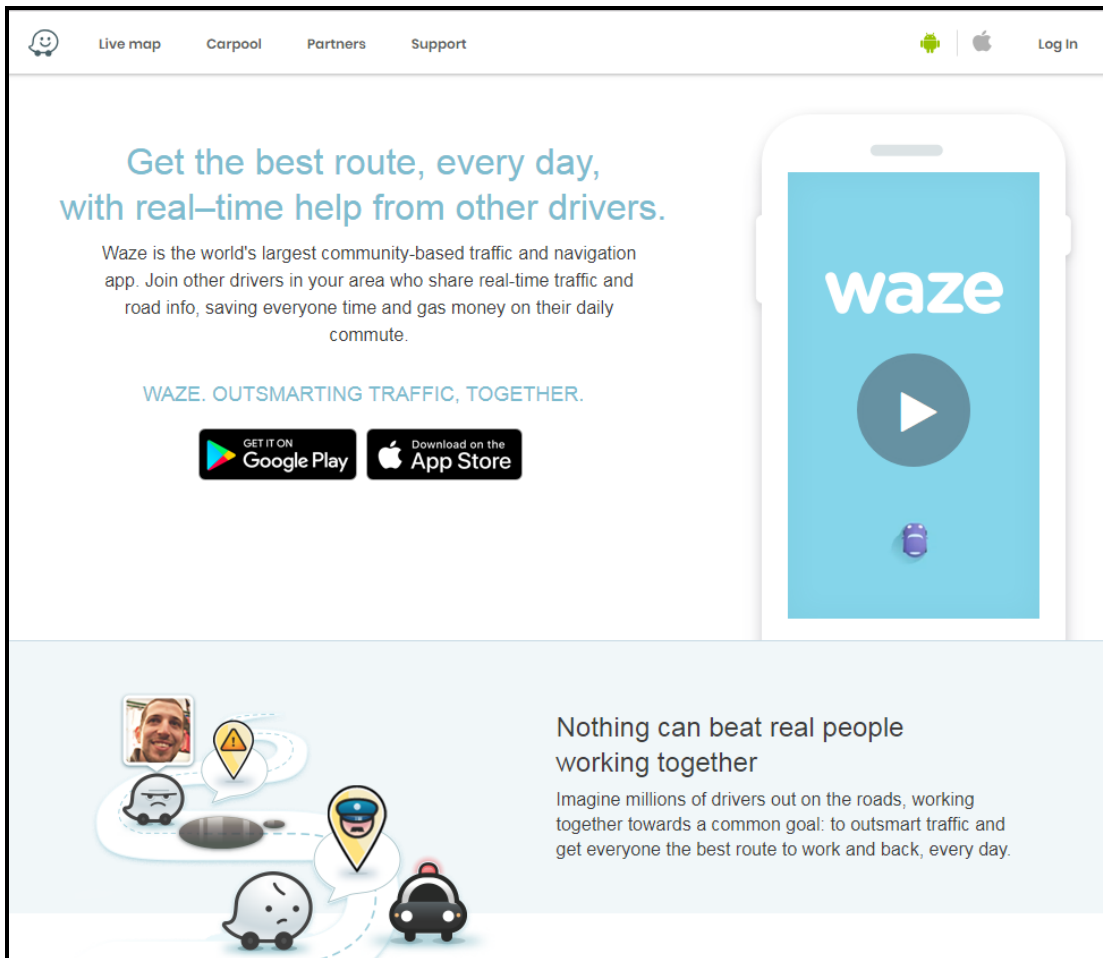 Live map Carpool Partners Support Log In
Get the best route, every day,
with real–time help from other drivers.
Waze is the world's largest community-based traffic and navigation
app. Join other drivers in your area who share real-time traffic and
road info, saving everyone time and gas money on their daily
commute.
WAZE. OUTSMARTING TRAFFIC, TOGETHER.
GET IT ON
Google Play
Download on the
App Store
waze
Nothing can beat real people
working together
Imagine millions of drivers out on the roads, working
together towards a common goal: to outsmart traffic and
get everyone the best route to work and back, every day.